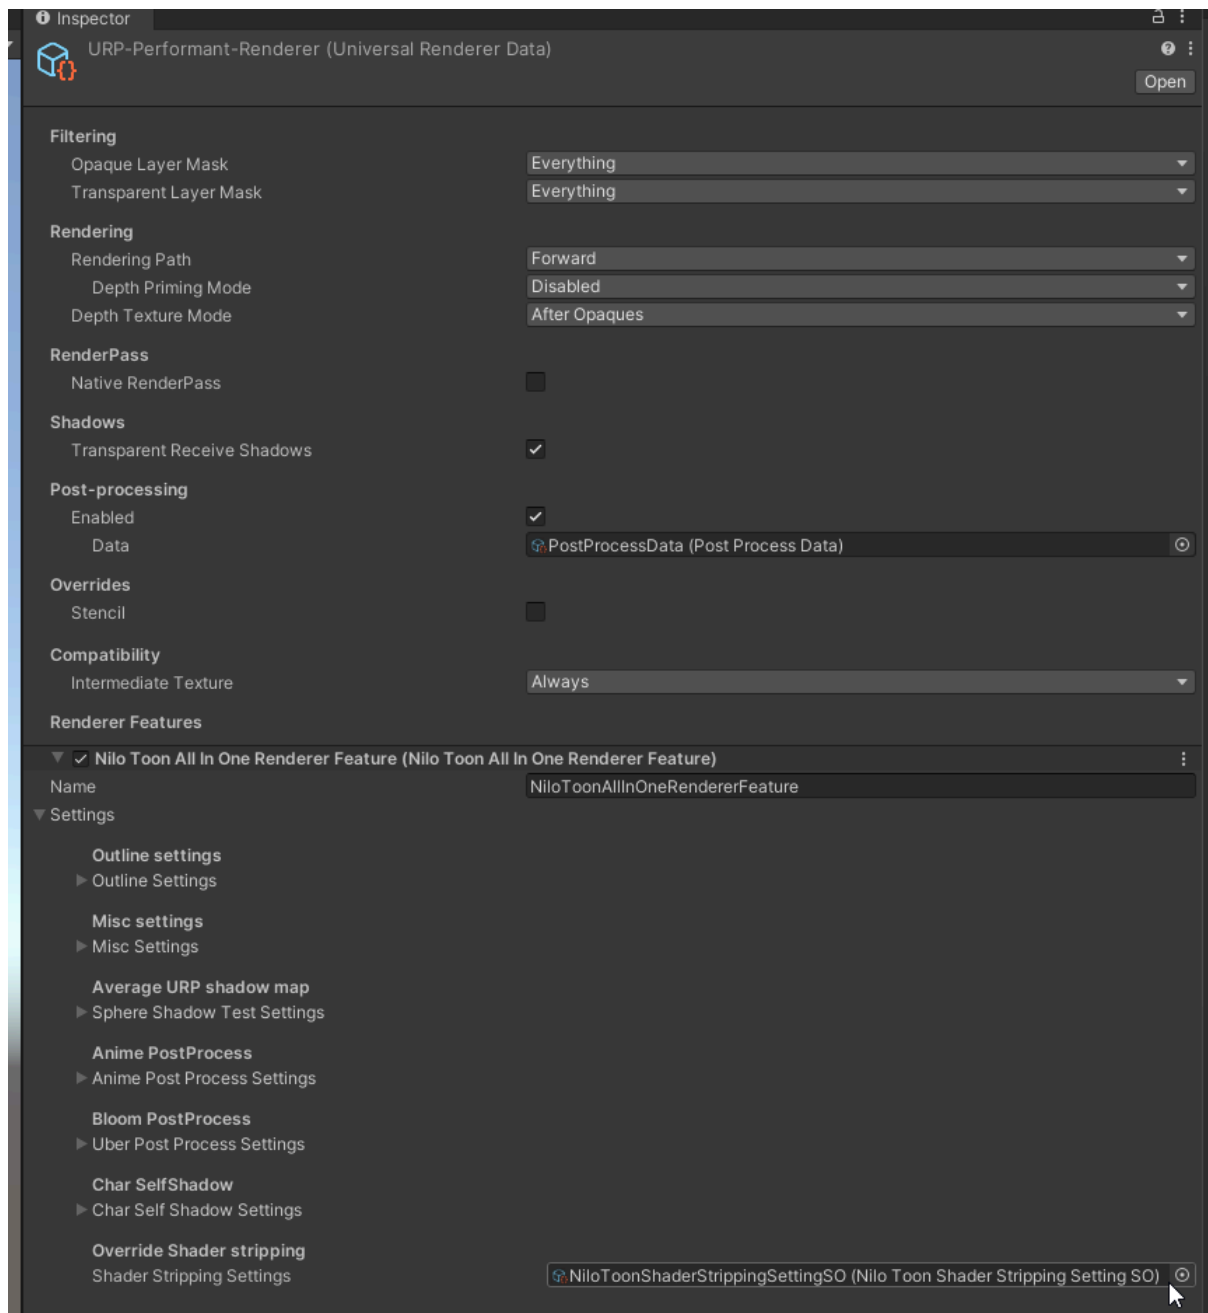 Inspector
URP-Performant-Renderer (Universal Renderer Data)
Open
Filtering
Opaque Layer Mask Everything
Transparent Layer Mask Everything
Rendering
Rendering Path Forward
Depth Priming Mode Disabled
Depth Texture Mode After Opaques
RenderPass
Native RenderPass
Shadows
Transparent Receive Shadows
Post-processing
Enabled
Data PostProcessData (Post Process Data)
Overrides
Stencil
Compatibility
Intermediate Texture Always
Renderer Features
Nilo Toon All In One Renderer Feature (Nilo Toon All In One Renderer Feature)
Name NiloToonAllInOneRendererFeature
Settings
Outline settings
Outline Settings
Misc settings
Misc Settings
Average URP shadow map
Sphere Shadow Test Settings
Anime PostProcess
Anime Post Process Settings
Bloom PostProcess
Uber Post Process Settings
Char SelfShadow
Char Self Shadow Settings
Override Shader stripping
Shader Stripping Settings NiloToonShaderStrippingSettingSO (Nilo Toon Shader Stripping Setting SO)